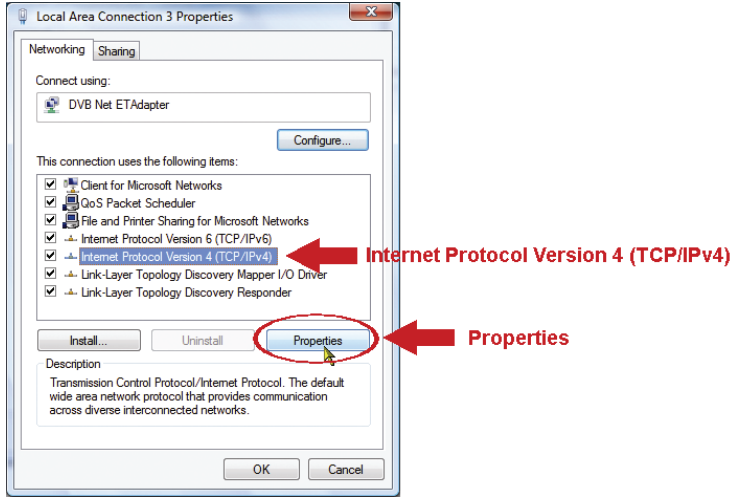 Local Area Connection 3 Properties
Networking
Sharing
Connect using:
DVB Net ETAdapter
Configure...
This connection uses the following items:
Client for Microsoft Networks
QoS Packet Scheduler
File and Printer Sharing for Microsoft Networks
Internet Protocol Version 6 (TCP/IPv6)
Internet Protocol Version 4 (TCP/IPv4)
Internet Protocol Version 4 (TCP/IPv4)
Link-Layer Topology Discovery Mapper I/O Driver
Link-Layer Topology Discovery Responder
Install...
Uninstall
Properties
Properties
Description
Transmission Control Protocol/Internet Protocol. The default
wide area network protocol that provides communication
across diverse interconnected networks.
OK
Cancel